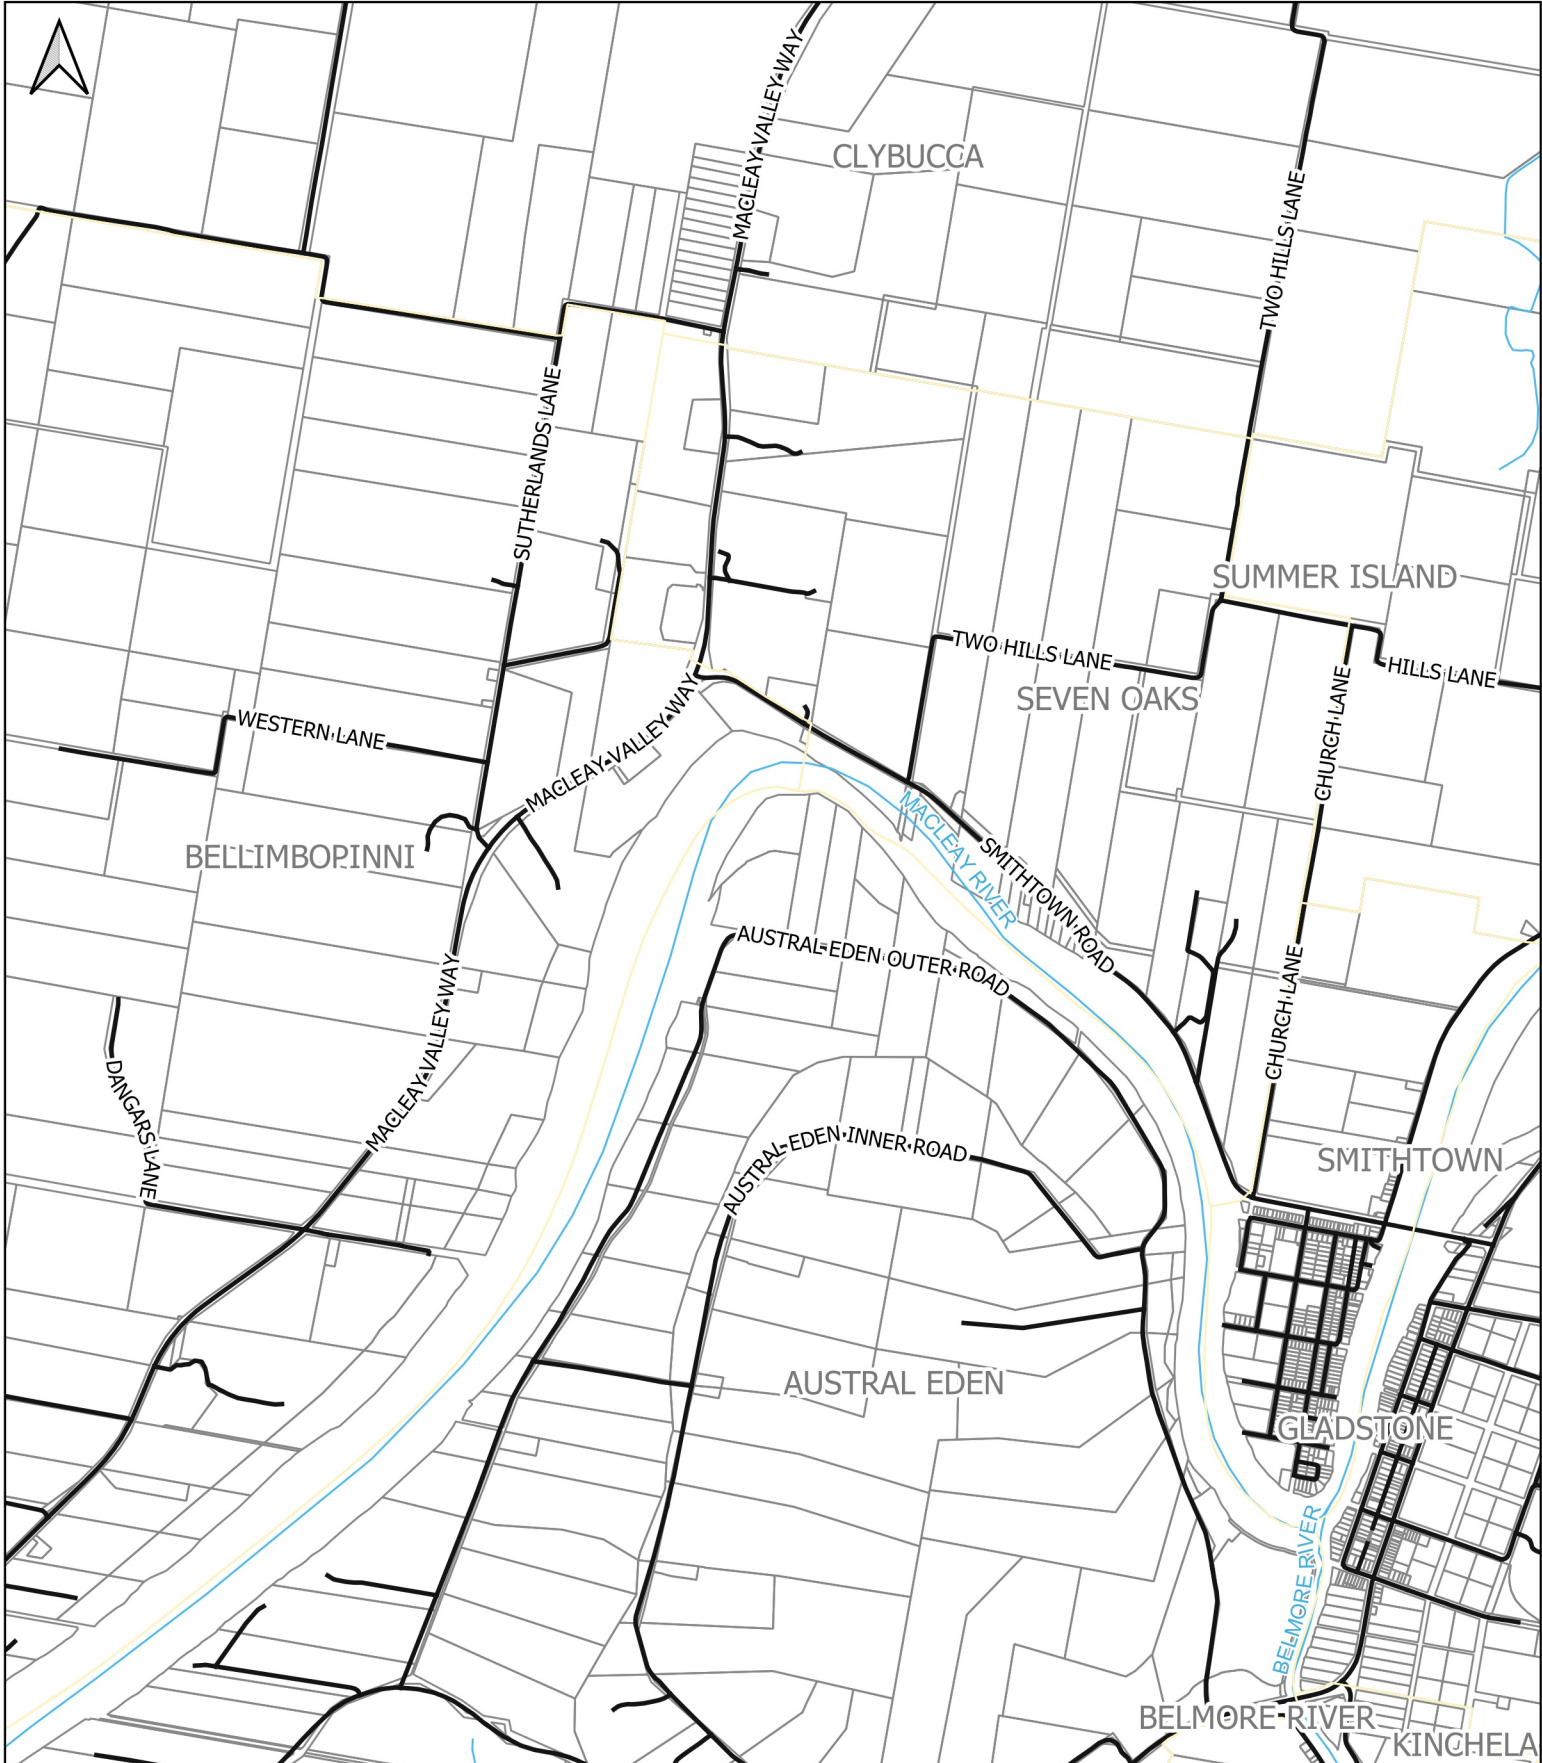 MACLEAY VALLEY WAY
CLYBUCCA
TWO HILLS LANE
SUTHERLANDS LANE
SUMMER ISLAND
TWO HILLS LANE
HILLS LANE
SEVEN OAKS
CHURCH LANE
WESTERN LANE
MACLEAY VALLEY WAY
MACLEAY RIVER
SMITHTOWN ROAD
BELLIMBOPINNI
AUSTRAL EDEN OUTER ROAD
MACLEAY VALLEY WAY
CHURCH LANE
DANGARS LANE
AUSTRAL EDEN INNER ROAD
SMITHTOWN
AUSTRAL EDEN
GLADSTONE
BELMORE RIVER
BELMORE RIVER
KINCHELA